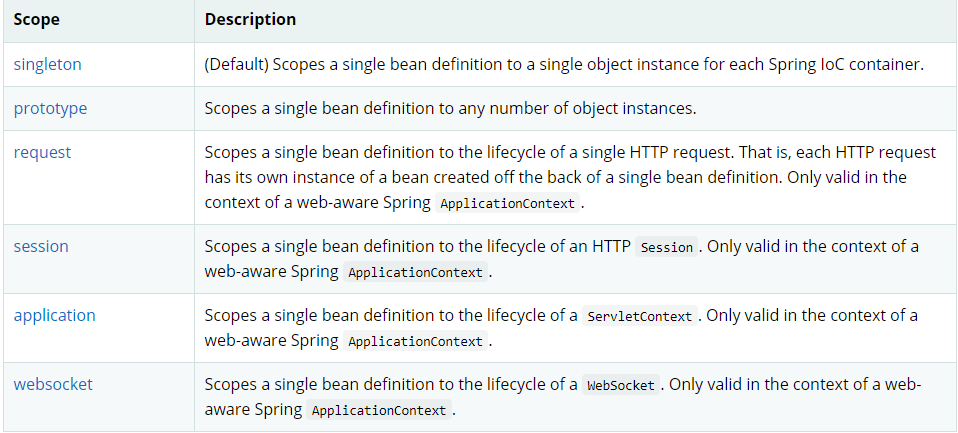 Scope Description
singleton (Default) Scopes a single bean definition to a single object instance for each Spring IoC container.
prototype Scopes a single bean definition to any number of object instances.
request Scopes a single bean definition to the lifecycle of a single HTTP request. That is, each HTTP request
has its own instance of a bean created off the back of a single bean definition. Only valid in the
context of a web-aware Spring ApplicationContext.
session Scopes a single bean definition to the lifecycle of an HTTP Session. Only valid in the context of a
web-aware Spring ApplicationContext.
application Scopes a single bean definition to the lifecycle of a ServletContext. Only valid in the context of a
web-aware Spring ApplicationContext.
websocket Scopes a single bean definition to the lifecycle of a WebSocket. Only valid in the context of a web-
aware Spring ApplicationContext.